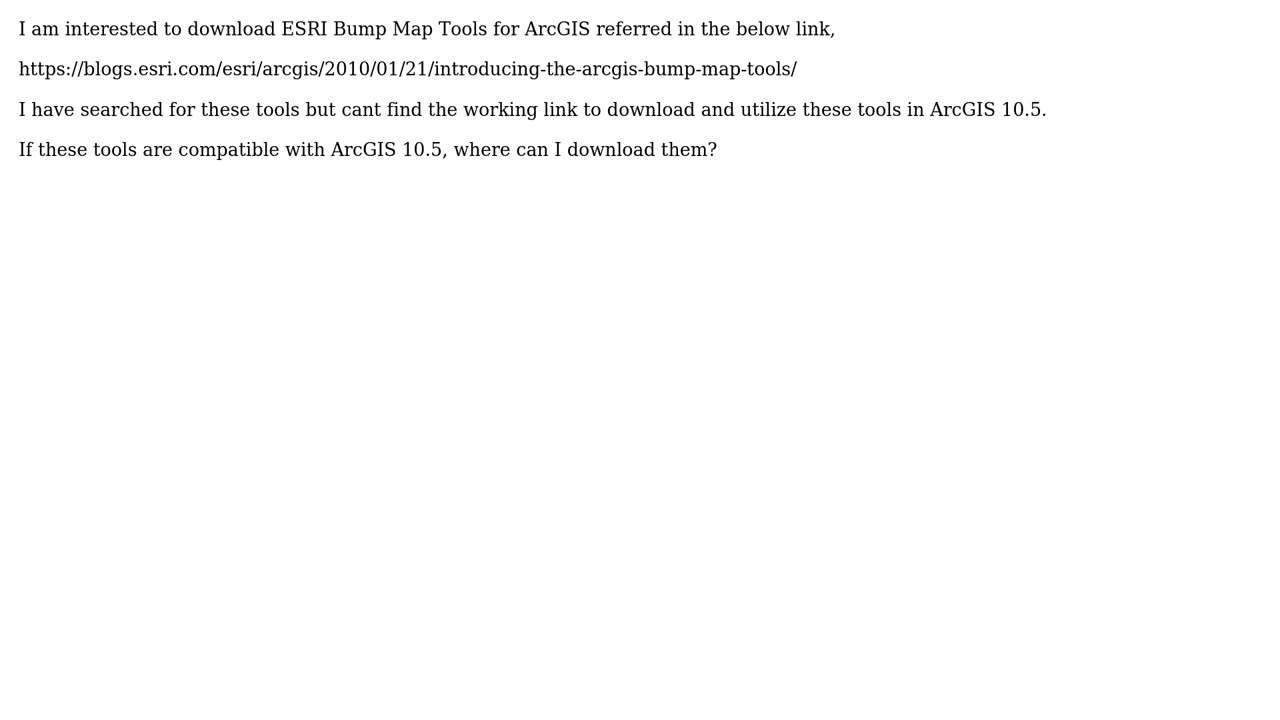 I am interested to download ESRI Bump Map Tools for ArcGIS referred in the below link,
https://blogs.esri.com/esri/arcgis/2010/01/21/introducing-the-arcgis-bump-map-tools/
I have searched for these tools but cant find the working link to download and utilize these tools in ArcGIS 10.5.
If these tools are compatible with ArcGIS 10.5, where can I download them?